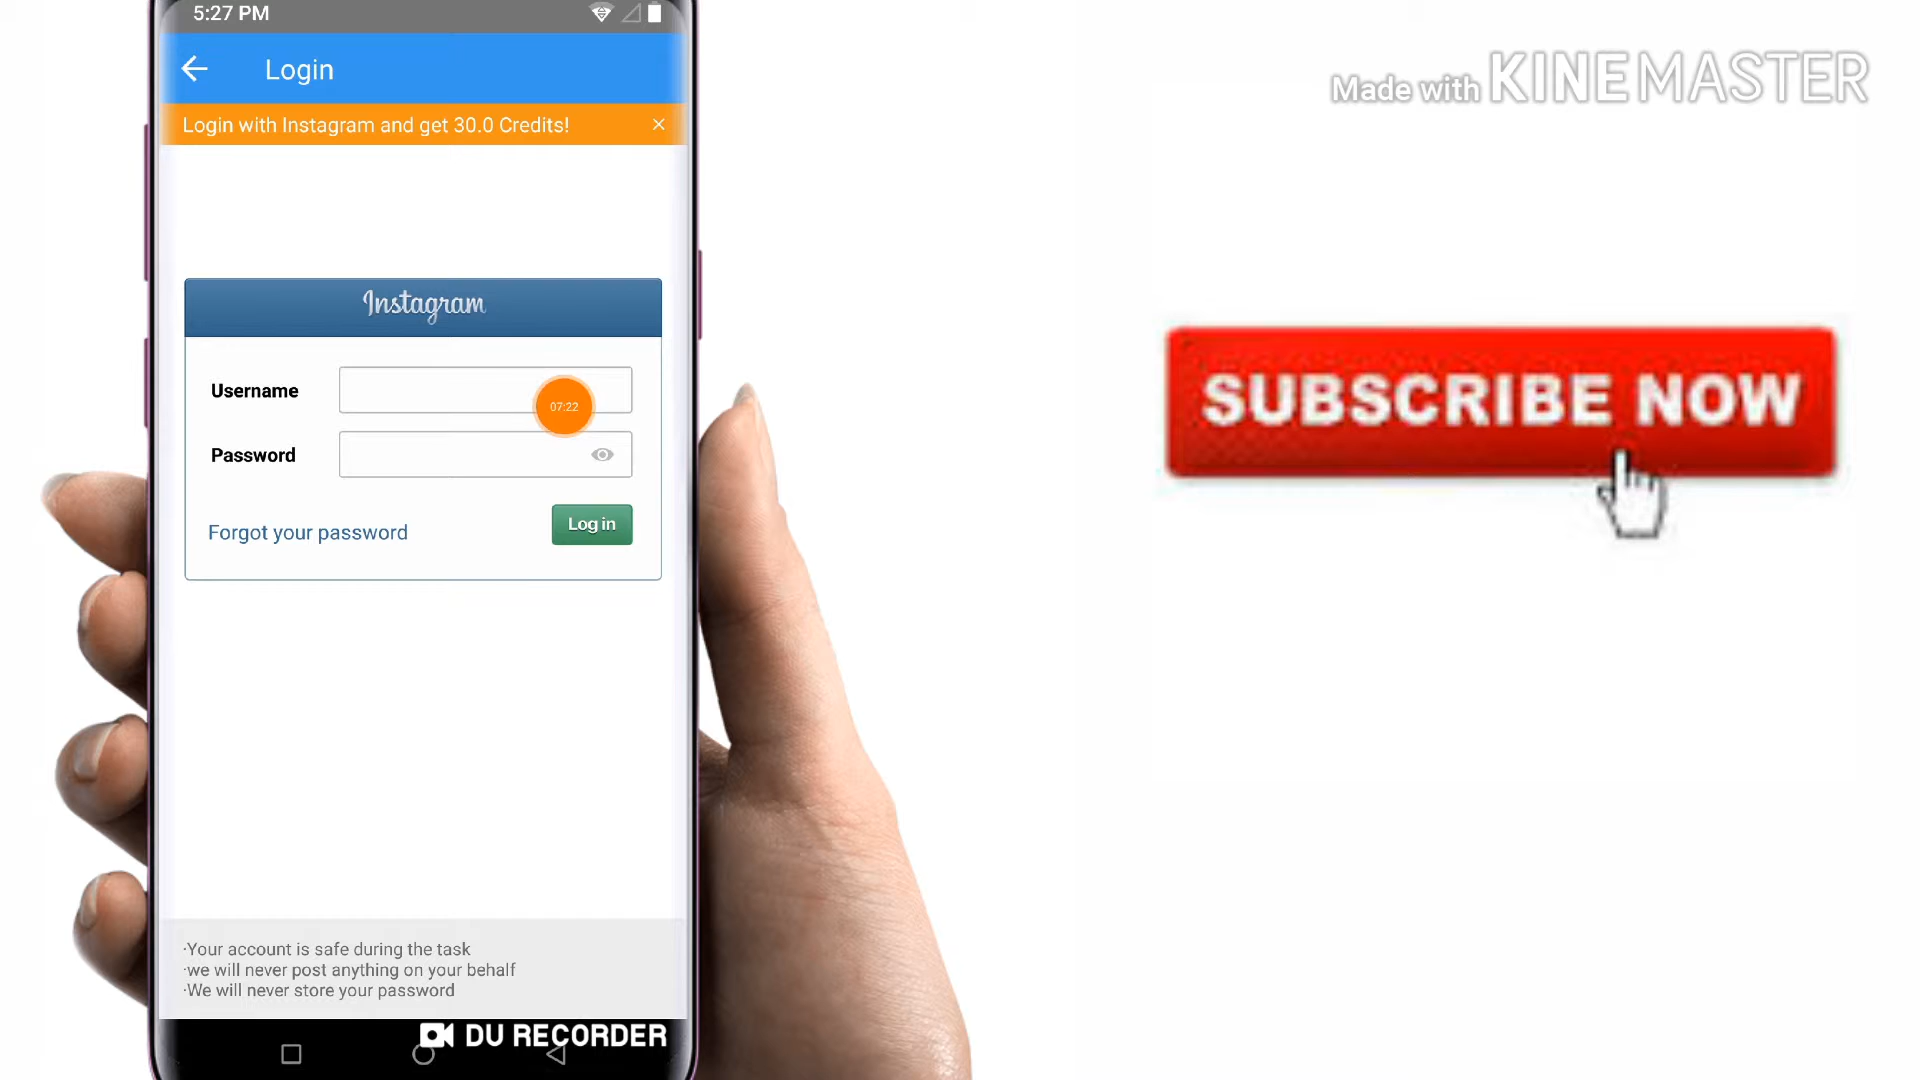 5:27 PM
Login
Made with KINEMASTER
Login with Instagram and get 30.0 Credits!
Instagram
Username
07:22
Password
Forgot your password
Log in
SUBSCRIBE NOW
·Your account is safe during the task
·we will never post anything on your behalf
·We will never store your password
DU RECORDER